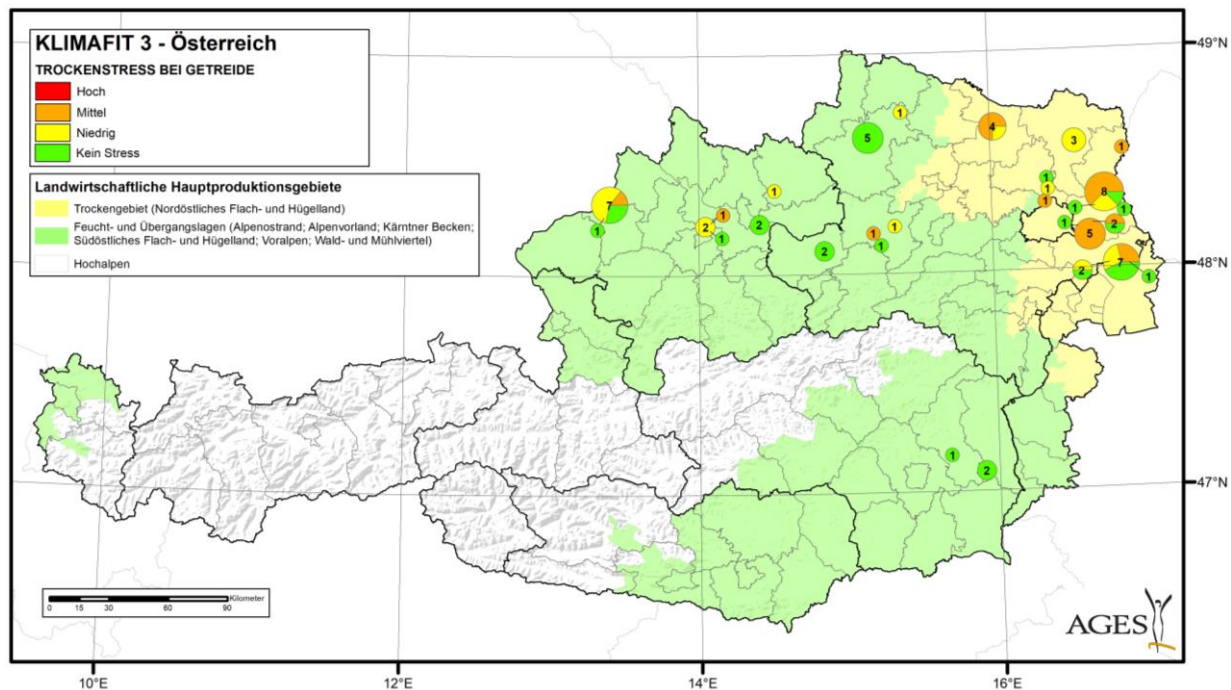 KLIMAFIT 3 - Österreich
TROCKENSTRESS BEI GETREIDE
Hoch
Mittel
Niedrig
Kein Stress
Landwirtschaftliche Hauptproduktionsgebiete
Trockengebiet (Nordöstliches Flach- und Hügelland)
Feucht- und Übergangslagen (Alpenostrand; Alpenvorland; Kärntner Becken;
Südöstliches Flach- und Hügelland; Voralpen; Wald- und Mühlviertel)
Hochalpen
49°N
1
5
4
3
1
1
1
1
8
7
1
1
2
1
2
1
2
1
1
1
2
1
1
1
2
5
48°N
2
7
1
1
2
47°N
0 15 30 60 90 Kilometer
AGES
10°E 12°E 14°E 16°E